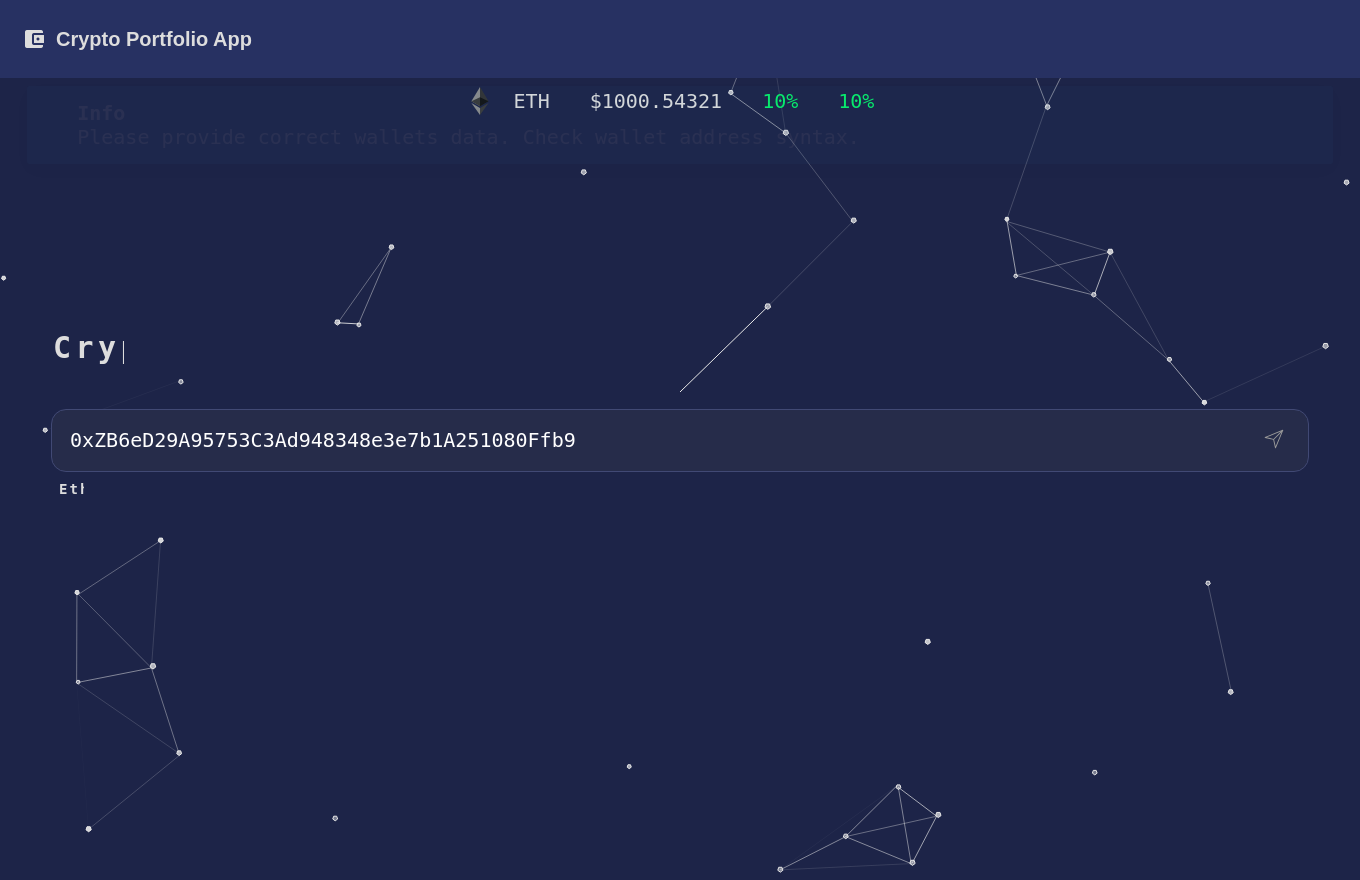 Crypto Portfolio App
ETH $1000.54321 10% 10%
Info
Please provide correct wallets data. Check wallet address syntax.
Cry
0xZB6eD29A95753C3Ad948348e3e7b1A251080Ffb9
Eth